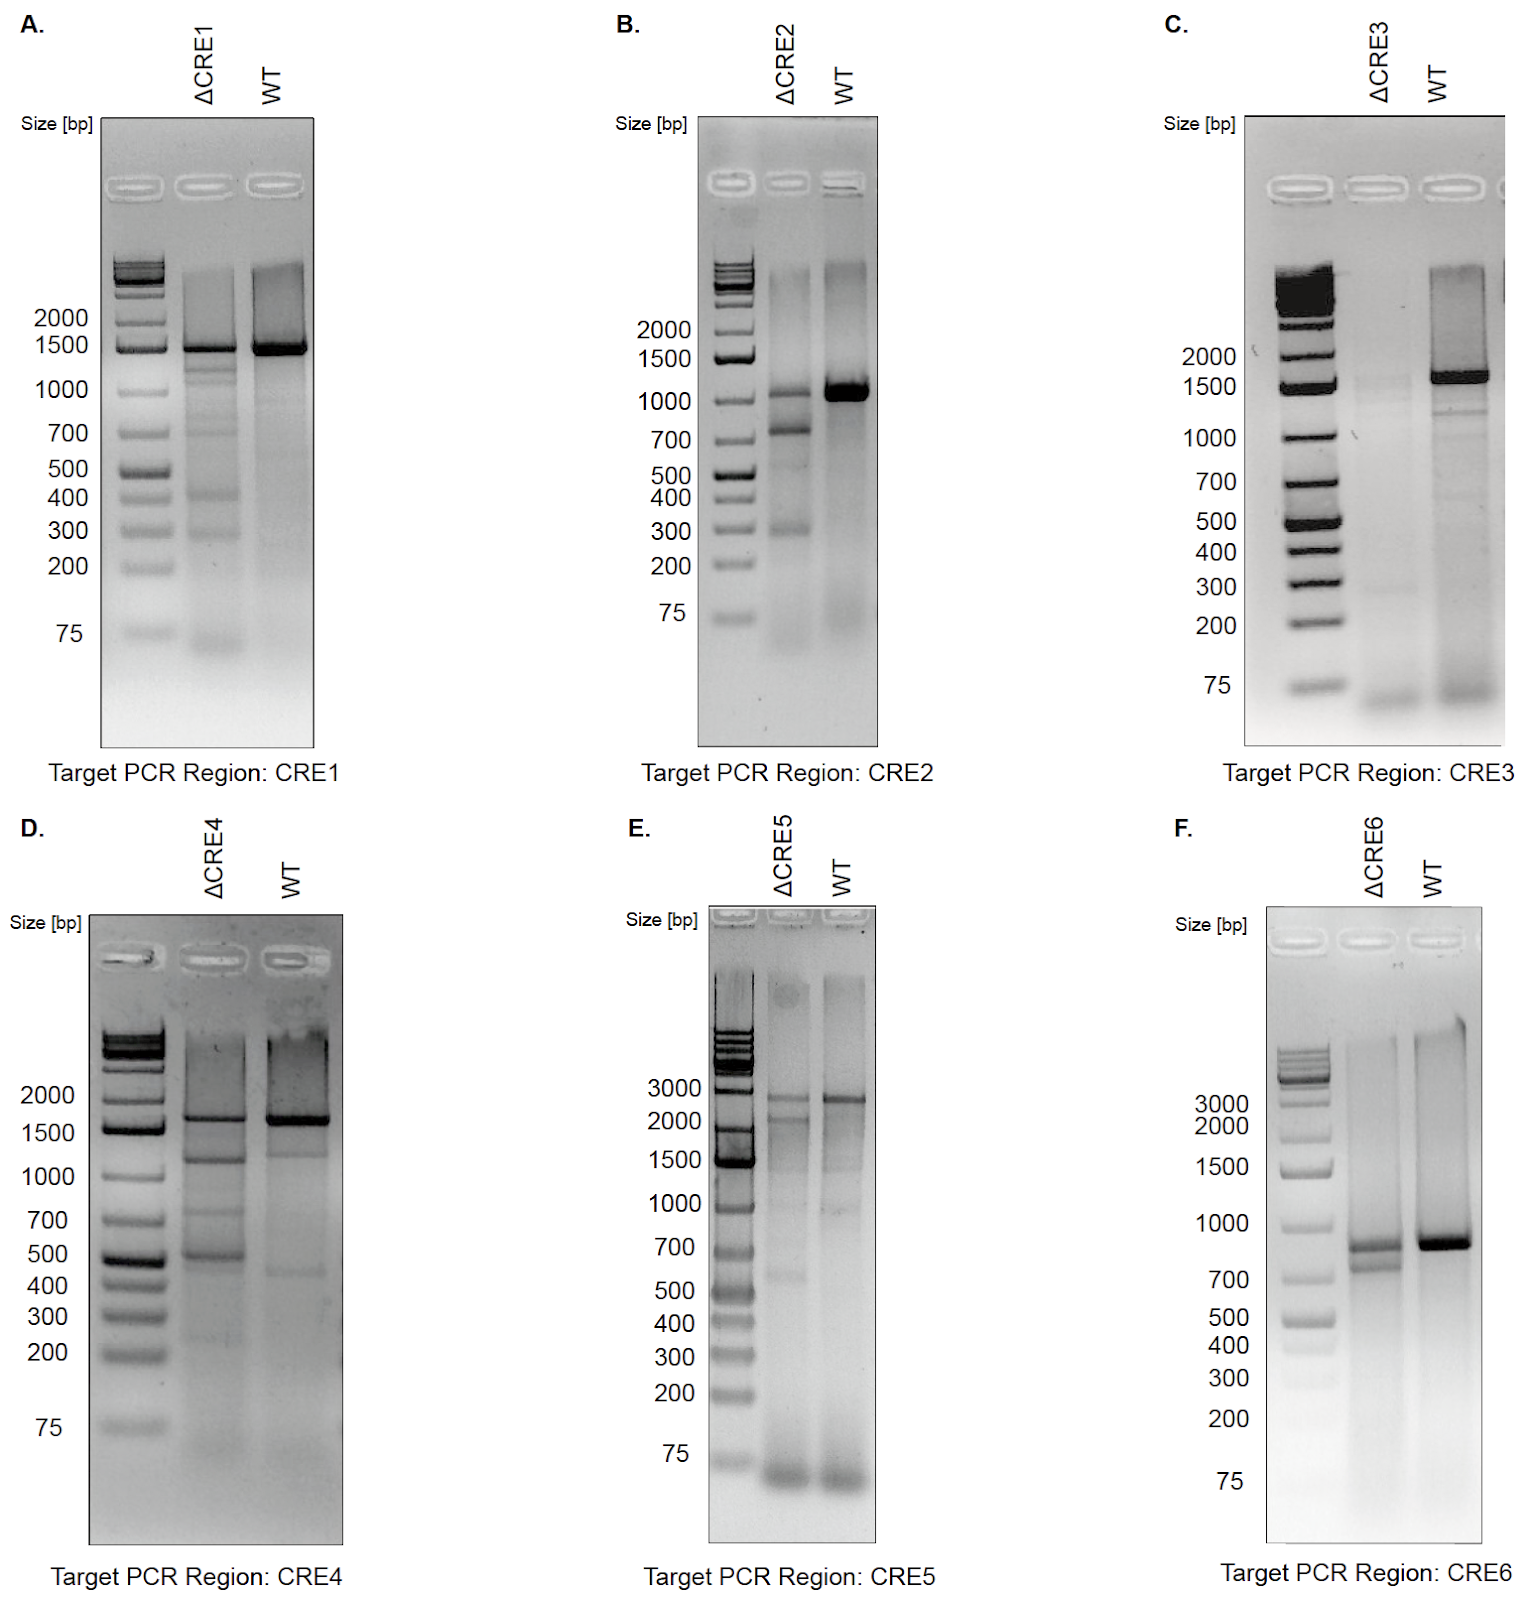 A.
ΔCRE1
WT
Size [bp]
2000
1500
1000
700
500
400
300
200
75
Target PCR Region: CRE1
B.
ΔCRE2
WT
Size [bp]
2000
1500
1000
700
500
400
300
200
75
Target PCR Region: CRE2
C.
ΔCRE3
WT
Size [bp]
2000
1500
1000
700
500
400
300
200
75
Target PCR Region: CRE3
D.
ΔCRE4
WT
Size [bp]
2000
1500
1000
700
500
400
300
200
75
Target PCR Region: CRE4
E.
ΔCRE5
WT
Size [bp]
3000
2000
1500
1000
700
500
400
300
200
75
Target PCR Region: CRE5
F.
ΔCRE6
WT
Size [bp]
3000
2000
1500
1000
700
500
400
300
200
75
Target PCR Region: CRE6